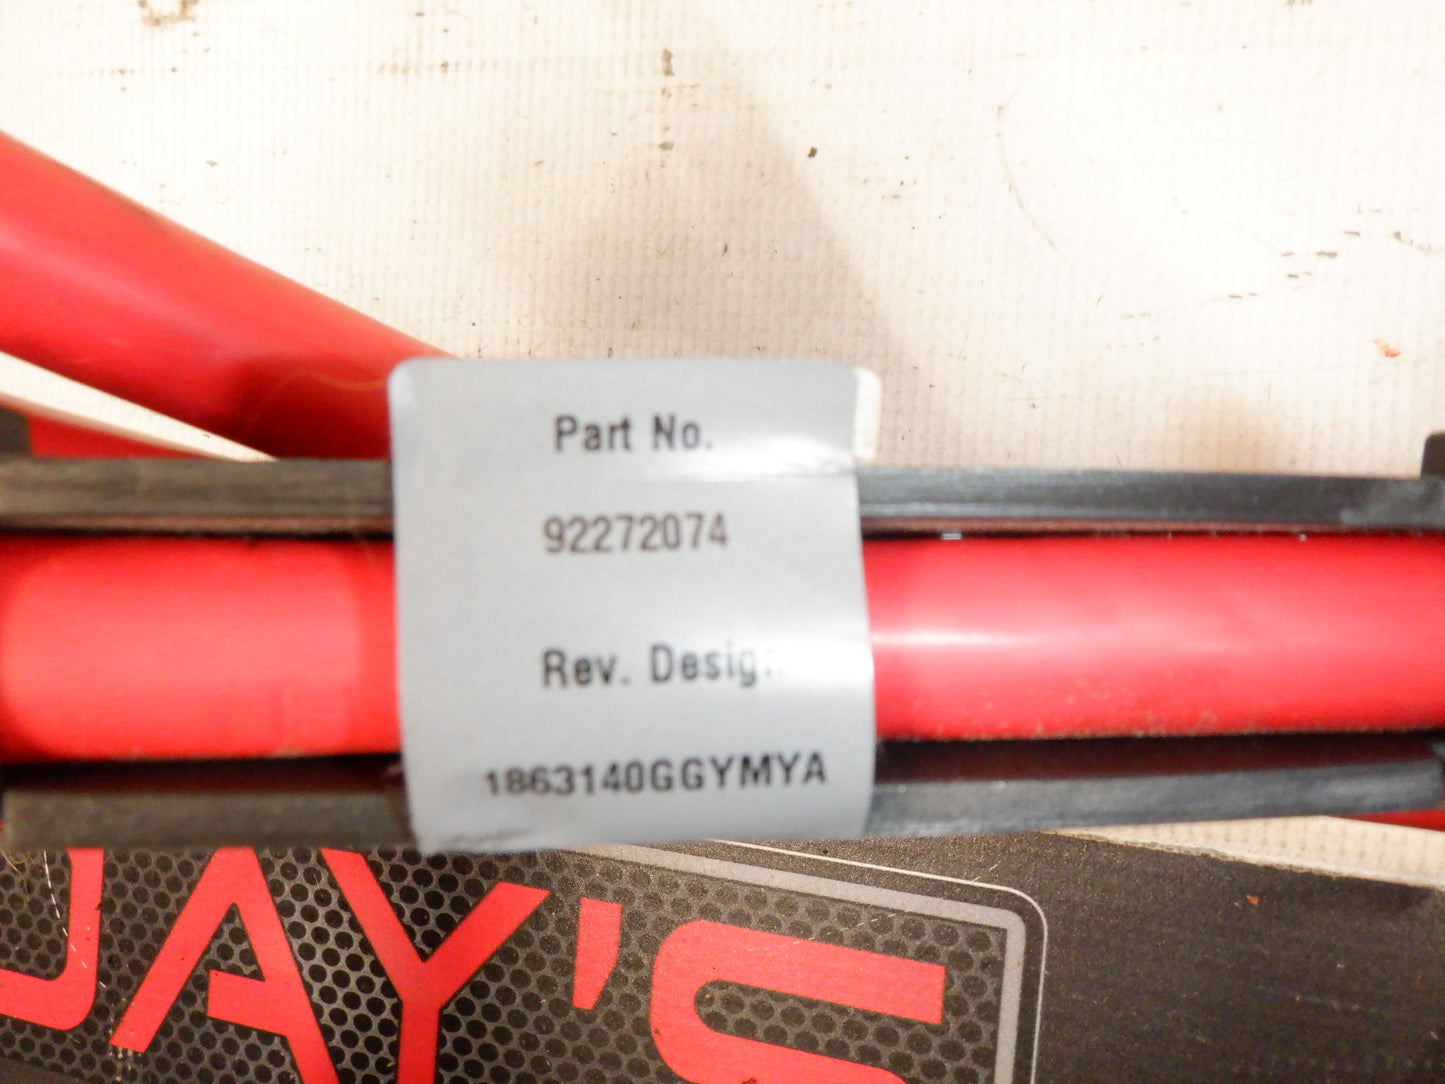 Part No.
92272074
Rev. Desig.
1863140GGYMYA
JAY'S